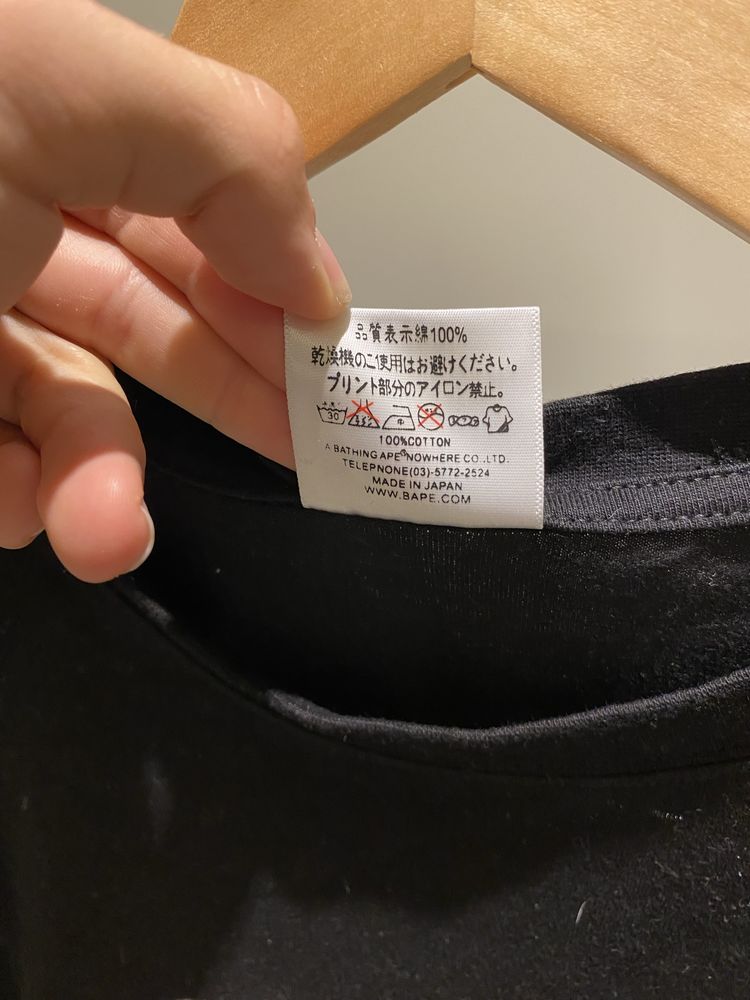 品質表示綿100%
乾燥機のご使用はお避けください。
プリント部分のアイロン禁止。
30 中
100%COTTON
A BATHING APE® NOWHERE CO.,LTD.
TELEPNONE(03)-5772-2524
MADE IN JAPAN
WWW.BAPE.COM